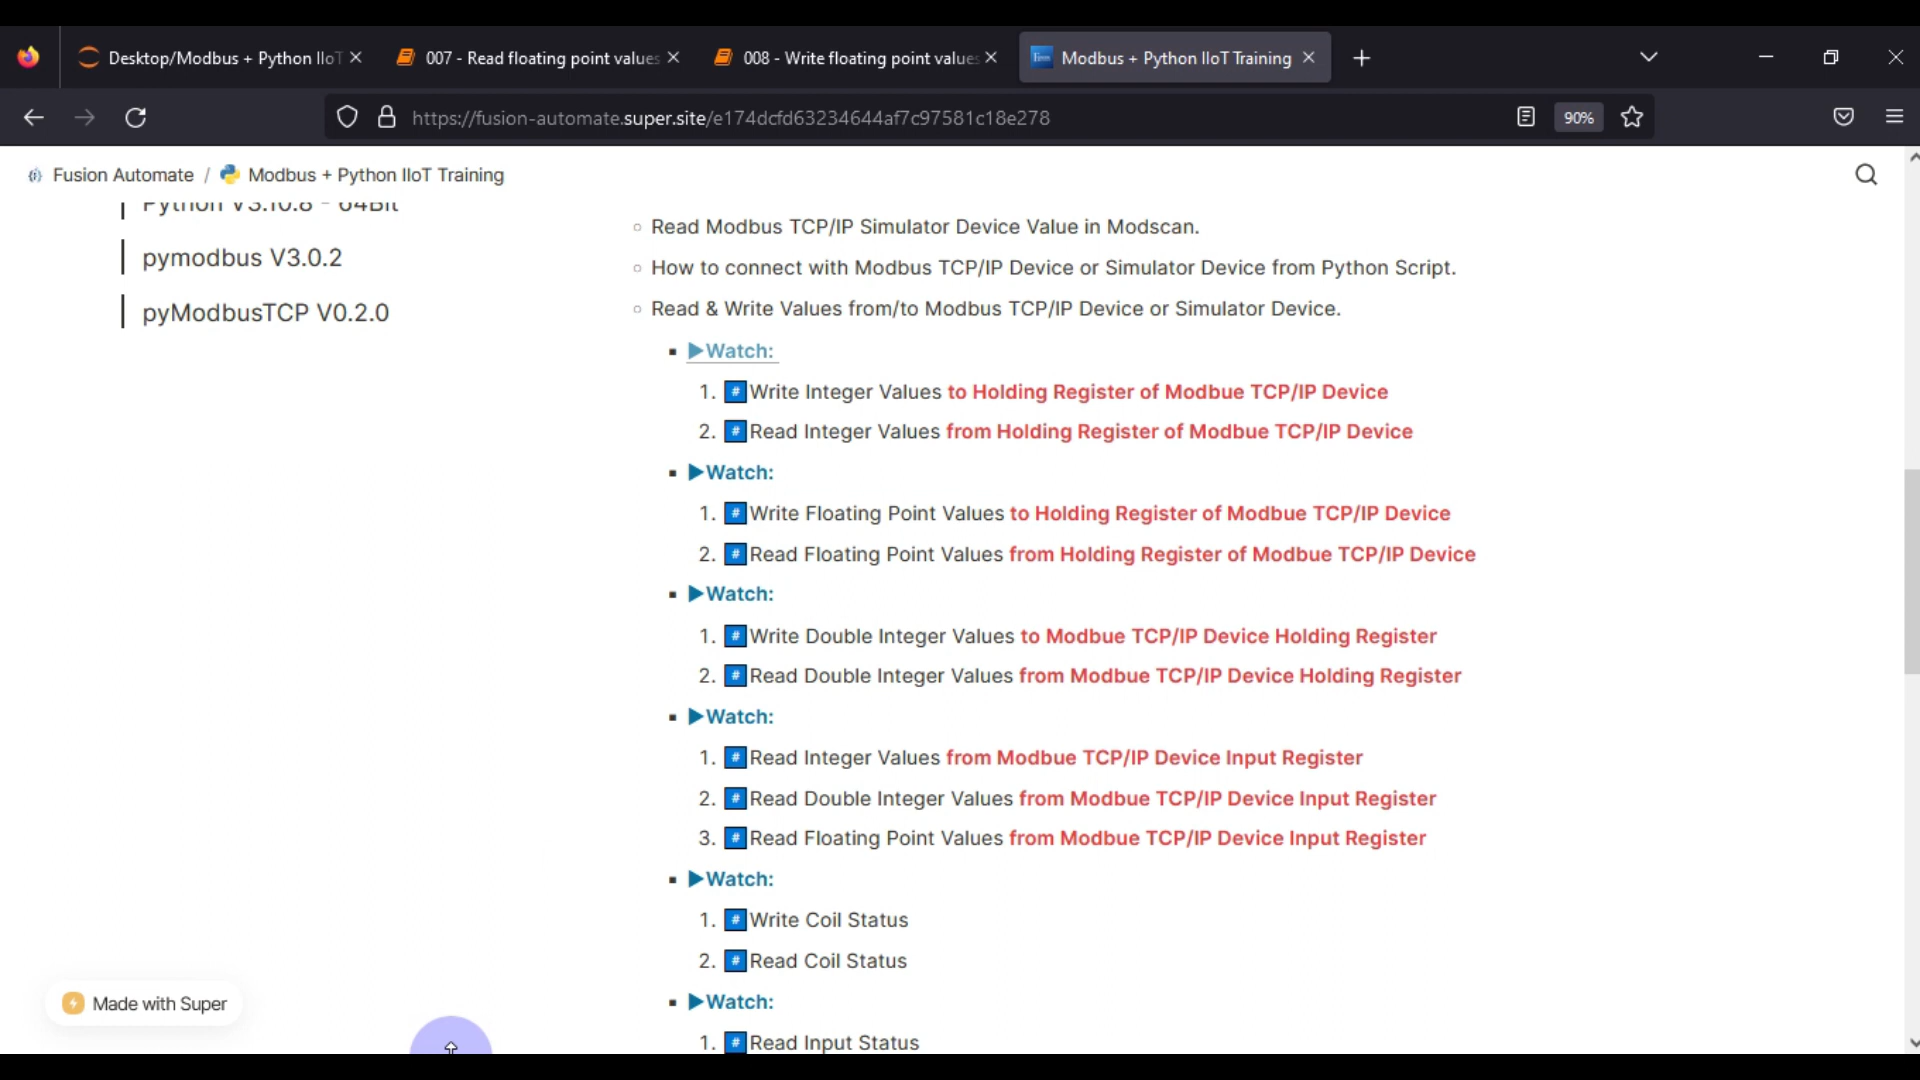 Desktop/Modbus + Python IIoT
007 - Read floating point values
008 - Write floating point values
Modbus + Python IIoT Training
https://fusion-automate.super.site/e174dcfd63234644af7c97581c18e278
90%
Fusion Automate / Modbus + Python IIoT Training
Python V3.10.8 - 64Bit
pymodbus V3.0.2
pyModbusTCP V0.2.0
Read Modbus TCP/IP Simulator Device Value in Modscan.
How to connect with Modbus TCP/IP Device or Simulator Device from Python Script.
Read & Write Values from/to Modbus TCP/IP Device or Simulator Device.
▶Watch:
1. #Write Integer Values to Holding Register of Modbue TCP/IP Device
2. #Read Integer Values from Holding Register of Modbue TCP/IP Device
▶Watch:
1. #Write Floating Point Values to Holding Register of Modbue TCP/IP Device
2. #Read Floating Point Values from Holding Register of Modbue TCP/IP Device
▶Watch:
1. #Write Double Integer Values to Modbue TCP/IP Device Holding Register
2. #Read Double Integer Values from Modbue TCP/IP Device Holding Register
▶Watch:
1. #Read Integer Values from Modbue TCP/IP Device Input Register
2. #Read Double Integer Values from Modbue TCP/IP Device Input Register
3. #Read Floating Point Values from Modbue TCP/IP Device Input Register
▶Watch:
1. #Write Coil Status
2. #Read Coil Status
▶Watch:
1. #Read Input Status
Made with Super